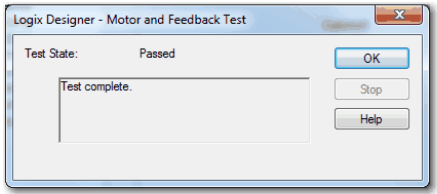 Logix Designer - Motor and Feedback Test
Test State: Passed
OK
Test complete.
Stop
Help